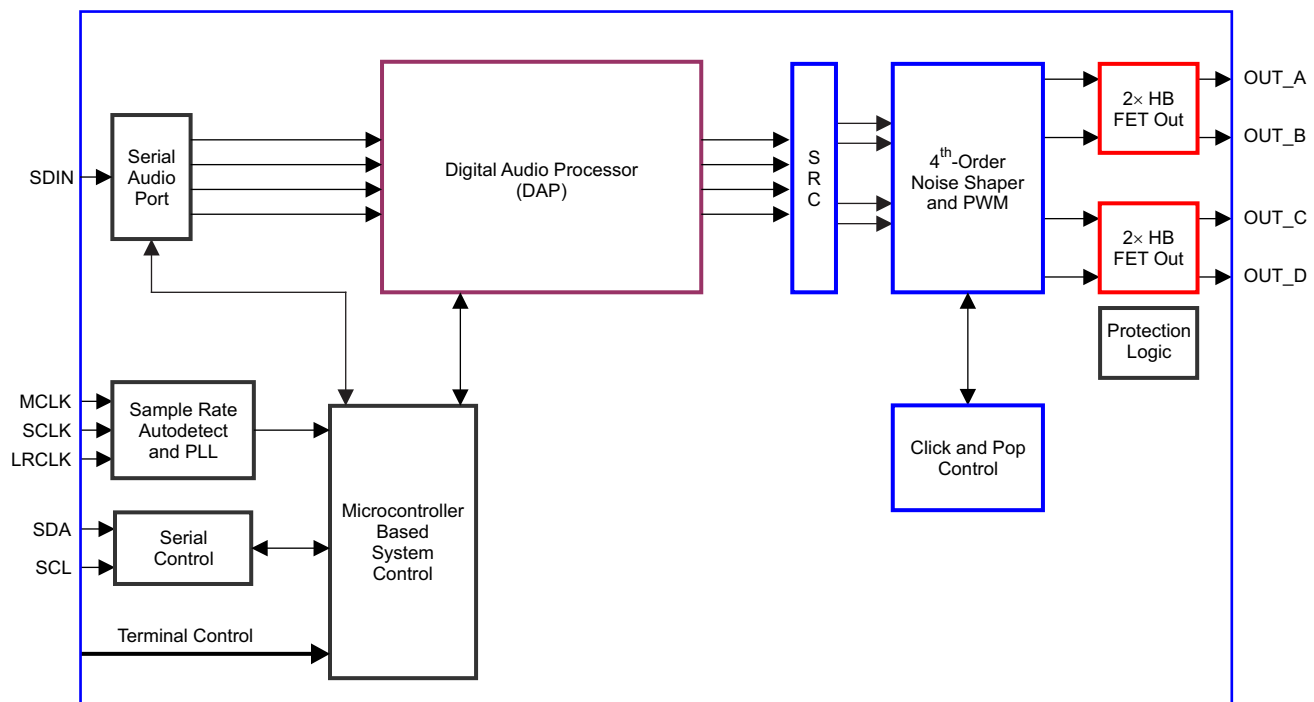 SDIN
Serial
Audio
Port
Digital Audio Processor
(DAP)
S
R
C
4th-Order
Noise Shaper
and PWM
2× HB
FET Out
OUT_A
OUT_B
2× HB
FET Out
OUT_C
OUT_D
Protection
Logic
MCLK
SCLK
LRCLK
Sample Rate
Autodetect
and PLL
SDA
SCL
Serial
Control
Terminal Control
Microcontroller
Based
System
Control
Click and Pop
Control